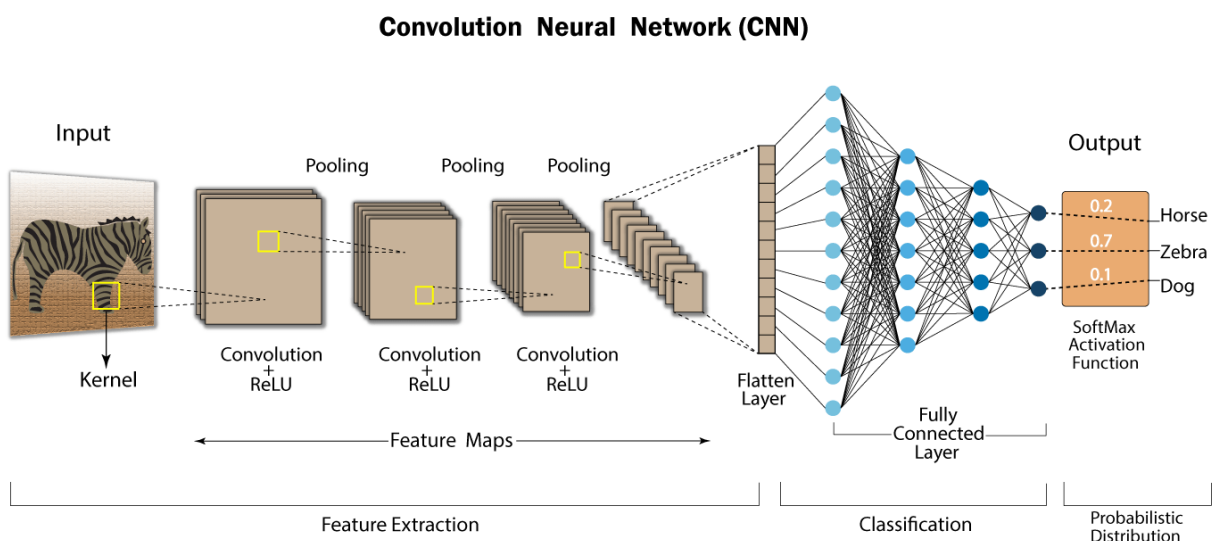 Convolution Neural Network (CNN)
Input
Pooling
Pooling
Pooling
Output
Kernel
Convolution
+
ReLU
Convolution
+
ReLU
Convolution
+
ReLU
Flatten
Layer
0.2
0.7
0.1
Horse
Zebra
Dog
SoftMax
Activation
Function
Feature Maps
Fully
Connected
Layer
Feature Extraction
Classification
Probabilistic
Distribution